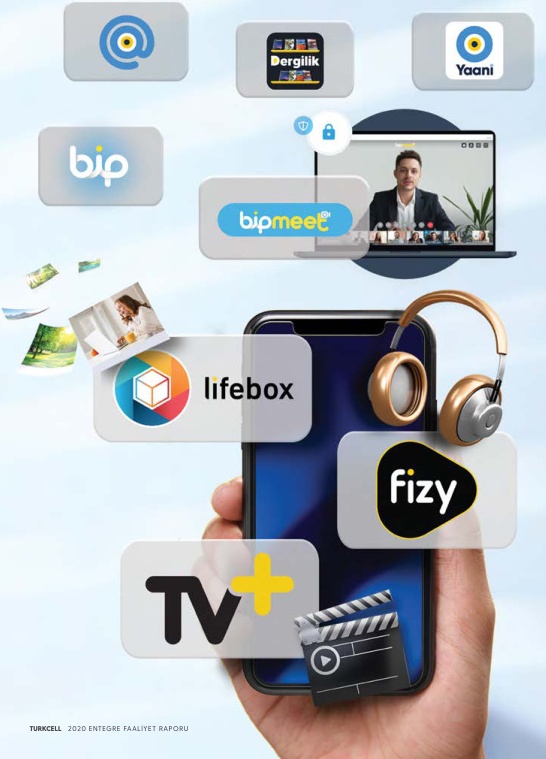 Dergilik
Yaani
bip
bipmeet
lifebox
fizy
TV+
TURKCELL 2020 ENTEGRE FAALİYET RAPORU